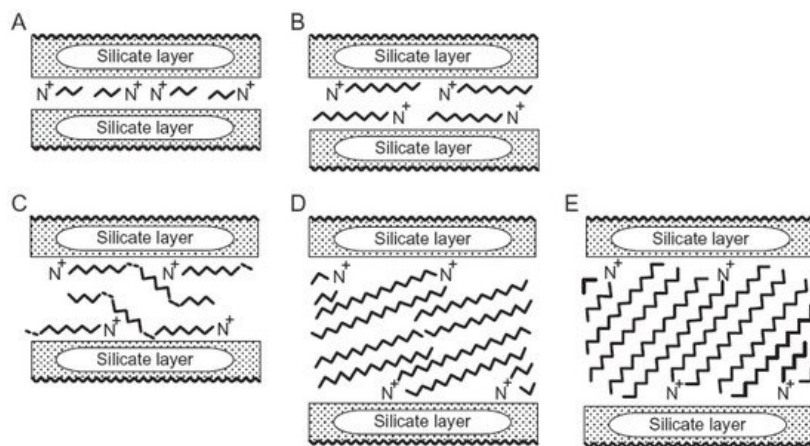 A
Silicate layer
N+ N+ N+ N+
Silicate layer
B
Silicate layer
N+ N+
N+ N+
Silicate layer
C
Silicate layer
N+ N+
N+ N+
Silicate layer
D
Silicate layer
N+ N+
N+ N+
Silicate layer
E
Silicate layer
N+ N+
N+ N+
Silicate layer